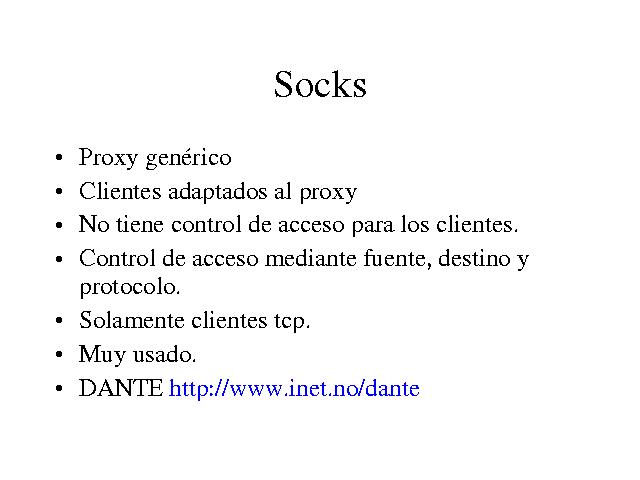 Socks
• Proxy genérico
• Clientes adaptados al proxy
• No tiene control de acceso para los clientes.
• Control de acceso mediante fuente, destino y
protocolo.
• Solamente clientes tcp.
• Muy usado.
• DANTE http://www.inet.no/dante